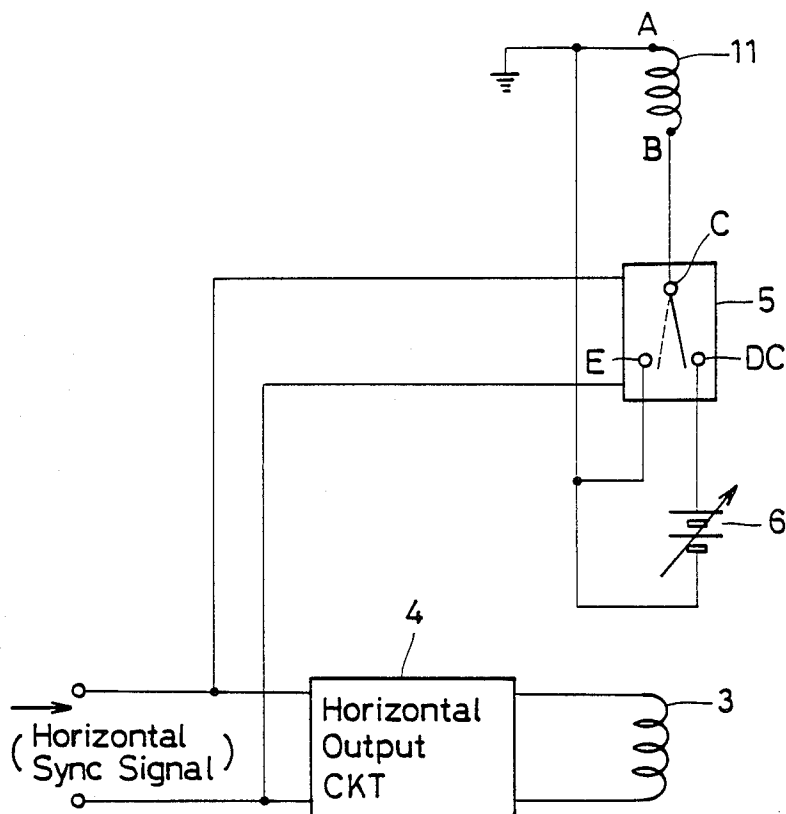 A
11
B
C
5
E
DC
6
4
Horizontal
Output
CKT
3
(Horizontal
Sync Signal)